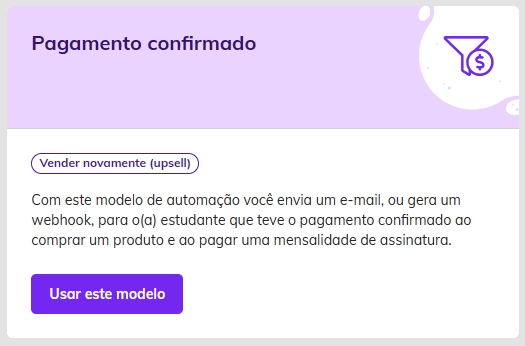 Pagamento confirmado
$
Vender novamente (upsell)
Com este modelo de automação você envia um e-mail, ou gera um
webhook, para o(a) estudante que teve o pagamento confirmado ao
comprar um produto e ao pagar uma mensalidade de assinatura.
Usar este modelo